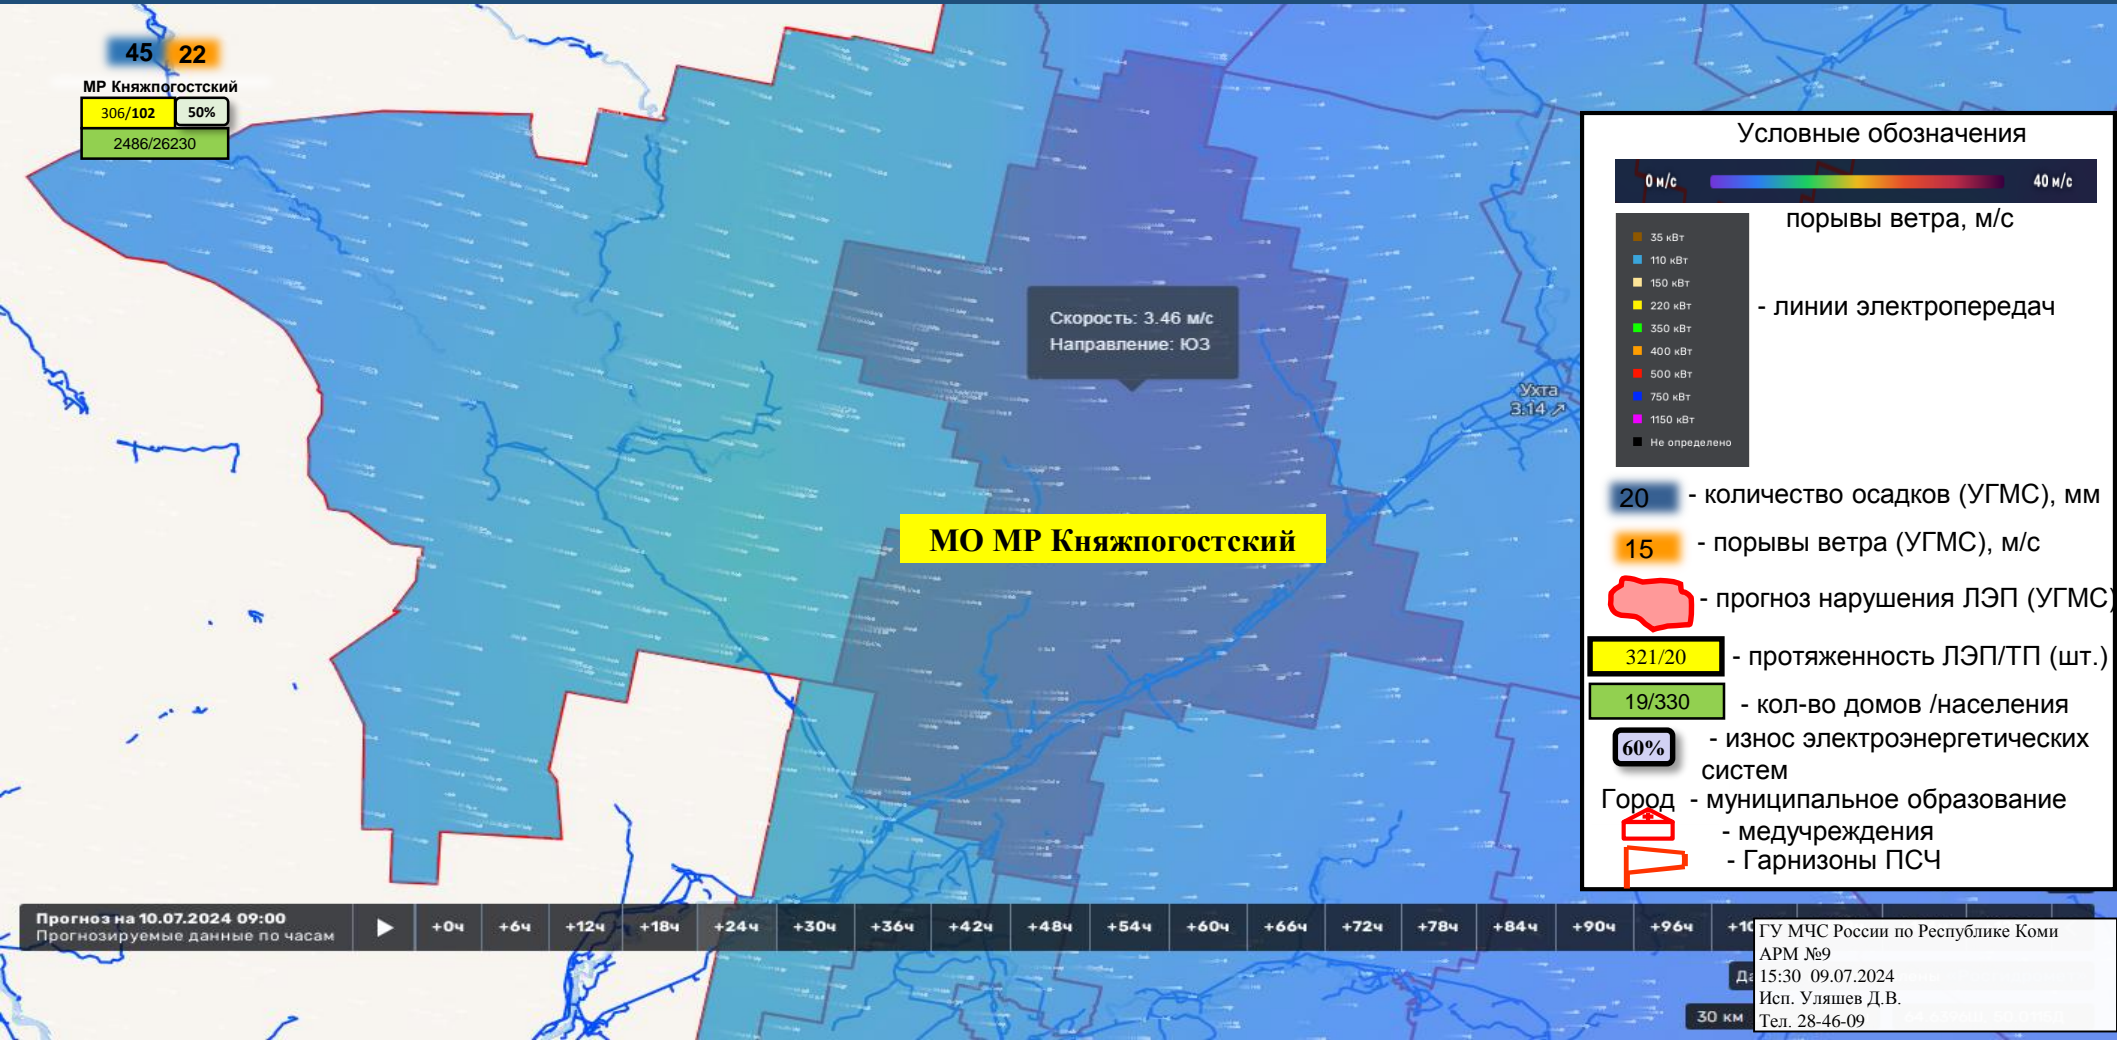 45 22
МР Княжпогостский
306/102 50%
2486/26230
Скорость: 3.46 м/с
Направление: ЮЗ
Ухта
3.14
МО МР Княжпогостский
Условные обозначения
0 м/с 40 м/с
порывы ветра, м/с
35 кВт
110 кВт
150 кВт
220 кВт
350 кВт
400 кВт
500 кВт
750 кВт
1150 кВт
Не определено
- линии электропередач
20 - количество осадков (УГМС), мм
15 - порывы ветра (УГМС), м/с
- прогноз нарушения ЛЭП (УГМС)
321/20 - протяженность ЛЭП/ТП (шт.)
19/330 - кол-во домов /населения
60% - износ электроэнергетических
систем
Город - муниципальное образование
- медучреждения
- Гарнизоны ПСЧ
Прогноз на 10.07.2024 09:00
Прогнозируемые данные по часам
+0ч +6ч +12ч +18ч +24ч +30ч +36ч +42ч +48ч +54ч +60ч +66ч +72ч +78ч +84ч +90ч +96ч
ГУ МЧС России по Республике Коми
АРМ №9
15:30 09.07.2024
Исп. Уляшев Д.В.
Тел. 28-46-09
30 км